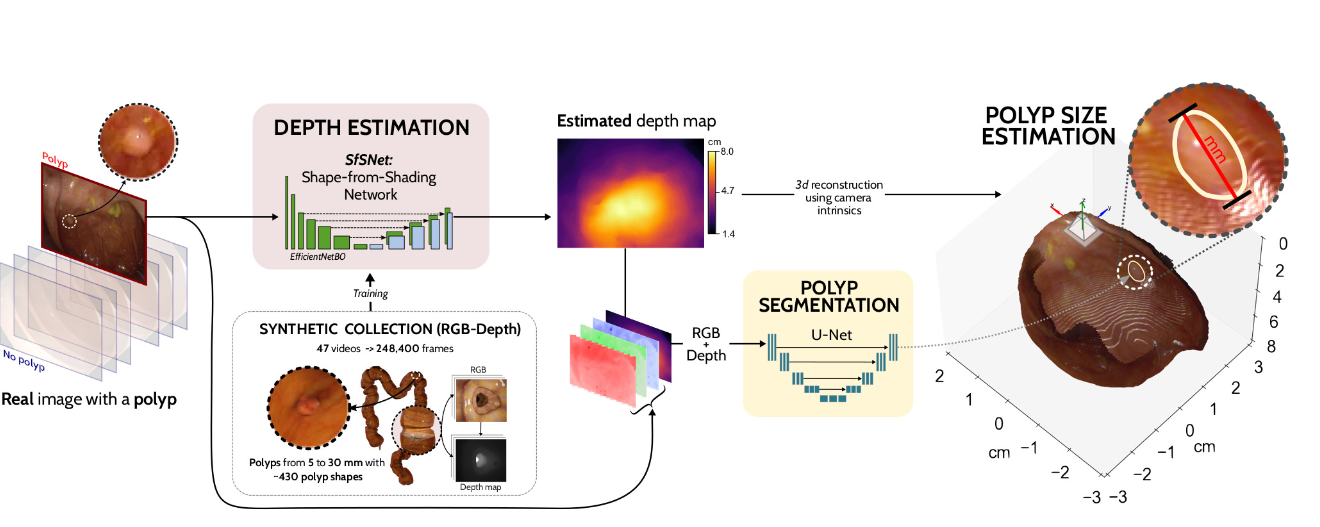 Polyp
No polyp
Real image with a polyp
DEPTH ESTIMATION
SfSNet:
Shape-from-Shading
Network
EfficientNetB0
Training
SYNTHETIC COLLECTION (RGB-Depth)
47 videos -> 248,400 frames
RGB
Depth map
Polyps from 5 to 30 mm with
~430 polyp shapes
Estimated depth map
cm
8.0
4.7
1.4
3d reconstruction
using camera
intrinsics
RGB
+
Depth
POLYP
SEGMENTATION
U-Net
POLYP SIZE
ESTIMATION
mm
x
z
y
0
2
4
6
8
3
2
1
0
cm
-1
-2
-3
2
1
0
cm
-1
-2
-3